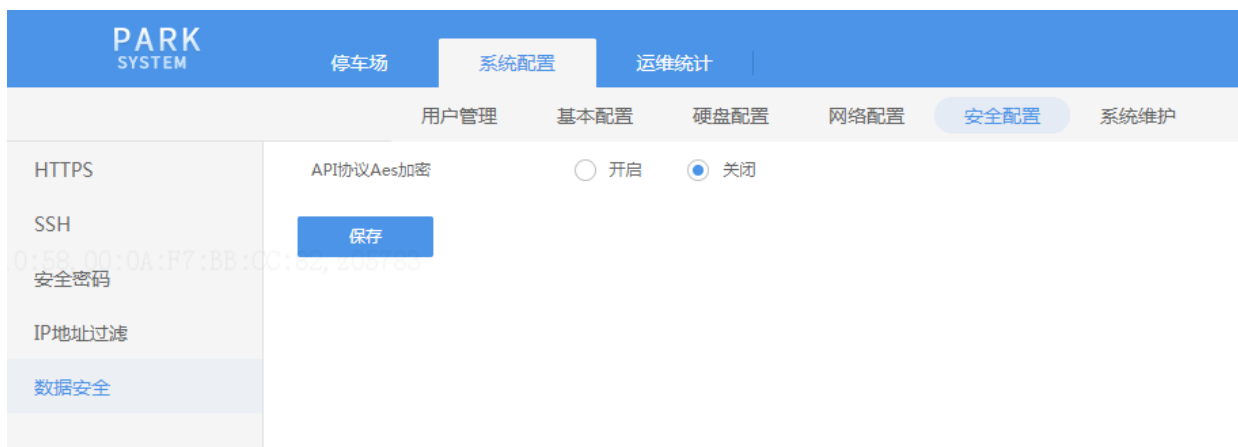 PARK
SYSTEM
停车场 系统配置 运维统计
用户管理 基本配置 硬盘配置 网络配置 安全配置 系统维护
HTTPS
API协议Aes加密 开启 关闭
SSH
保存
安全密码
IP地址过滤
数据安全